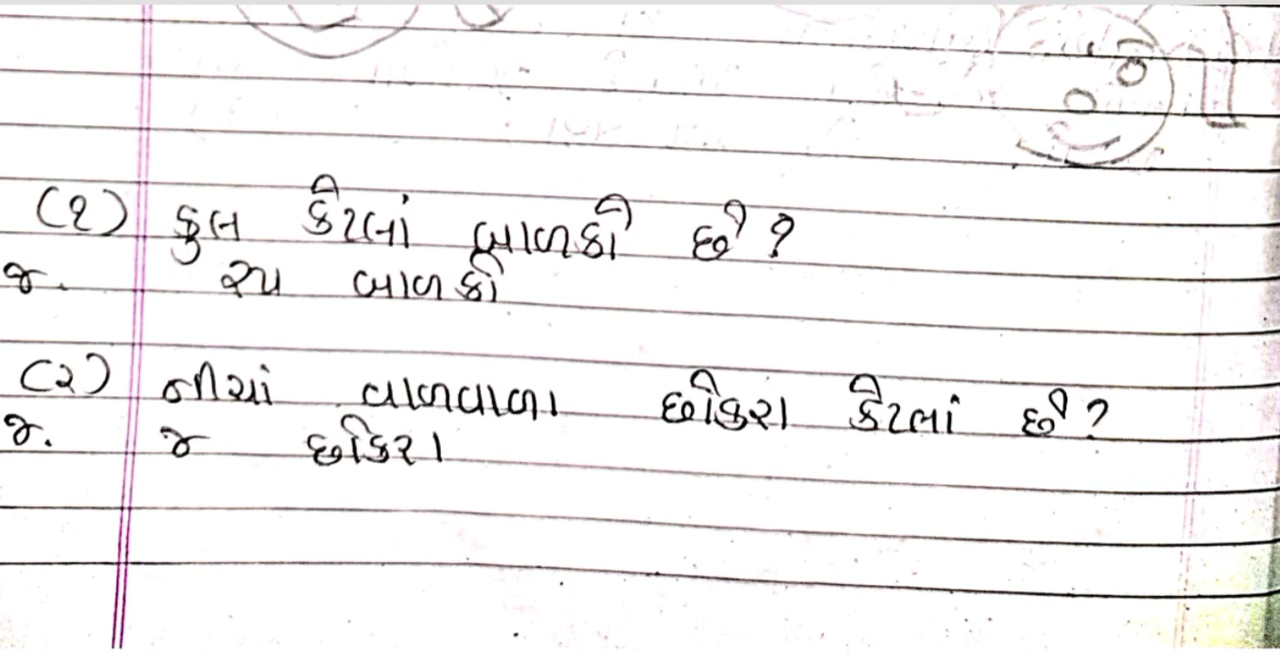 (૧) કુલ કેટલાં બાળકો છે ?
જ. ૨૫ બાળકો
(૨) નીચાં વાળવાળા છોકરા કેટલાં છે ?
જ. ૪ છોકરા